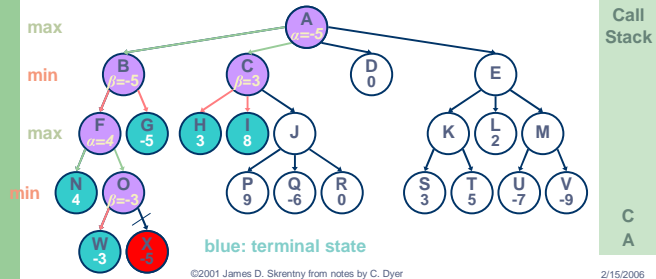 max
A
α=-5
Call
Stack
min
B
β=-5
C
β=3
D
0
E
max
F
α=4
G
-5
H
3
I
8
J
K
L
2
M
min
N
4
O
β=-3
P
9
Q
-6
R
0
S
3
T
5
U
-7
V
-9
W
-3
X
-5
blue: terminal state
C
A
©2001 James D. Skrentny from notes by C. Dyer
2/15/2006